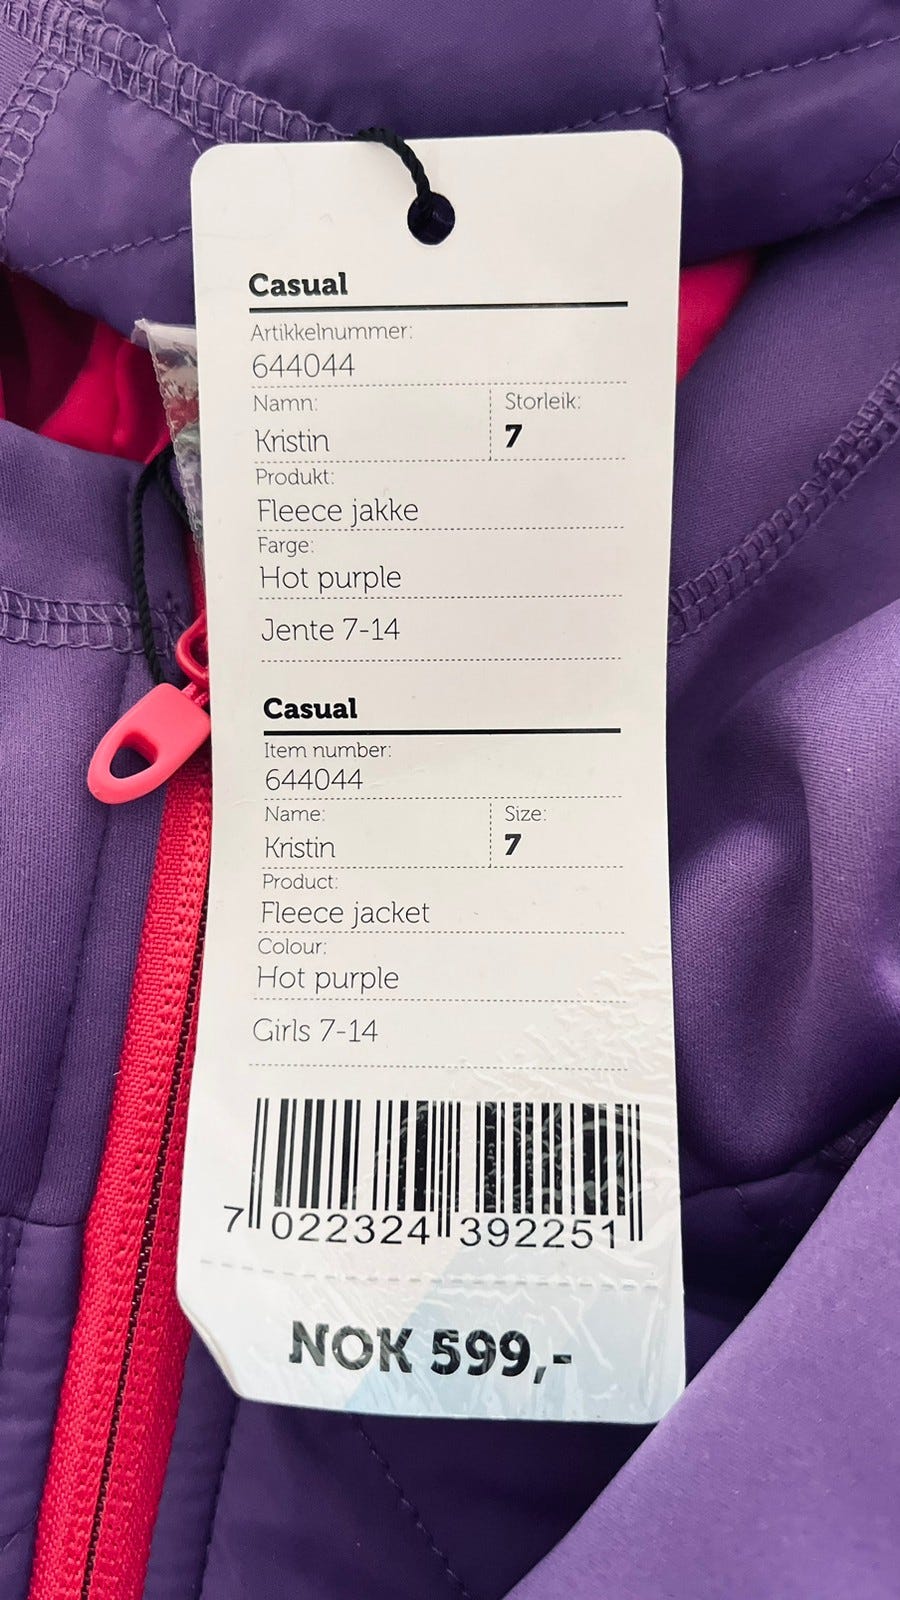 Casual
Artikkelnummer:
644044
Namn:
Storleik:
Kristin
7
Produkt:
Fleece jakke
Farge:
Hot purple
Jente 7-14
Casual
Item number:
644044
Name:
Size:
Kristin
7
Product:
Fleece jacket
Colour:
Hot purple
Girls 7-14
7 022324 392251
NOK 599,-